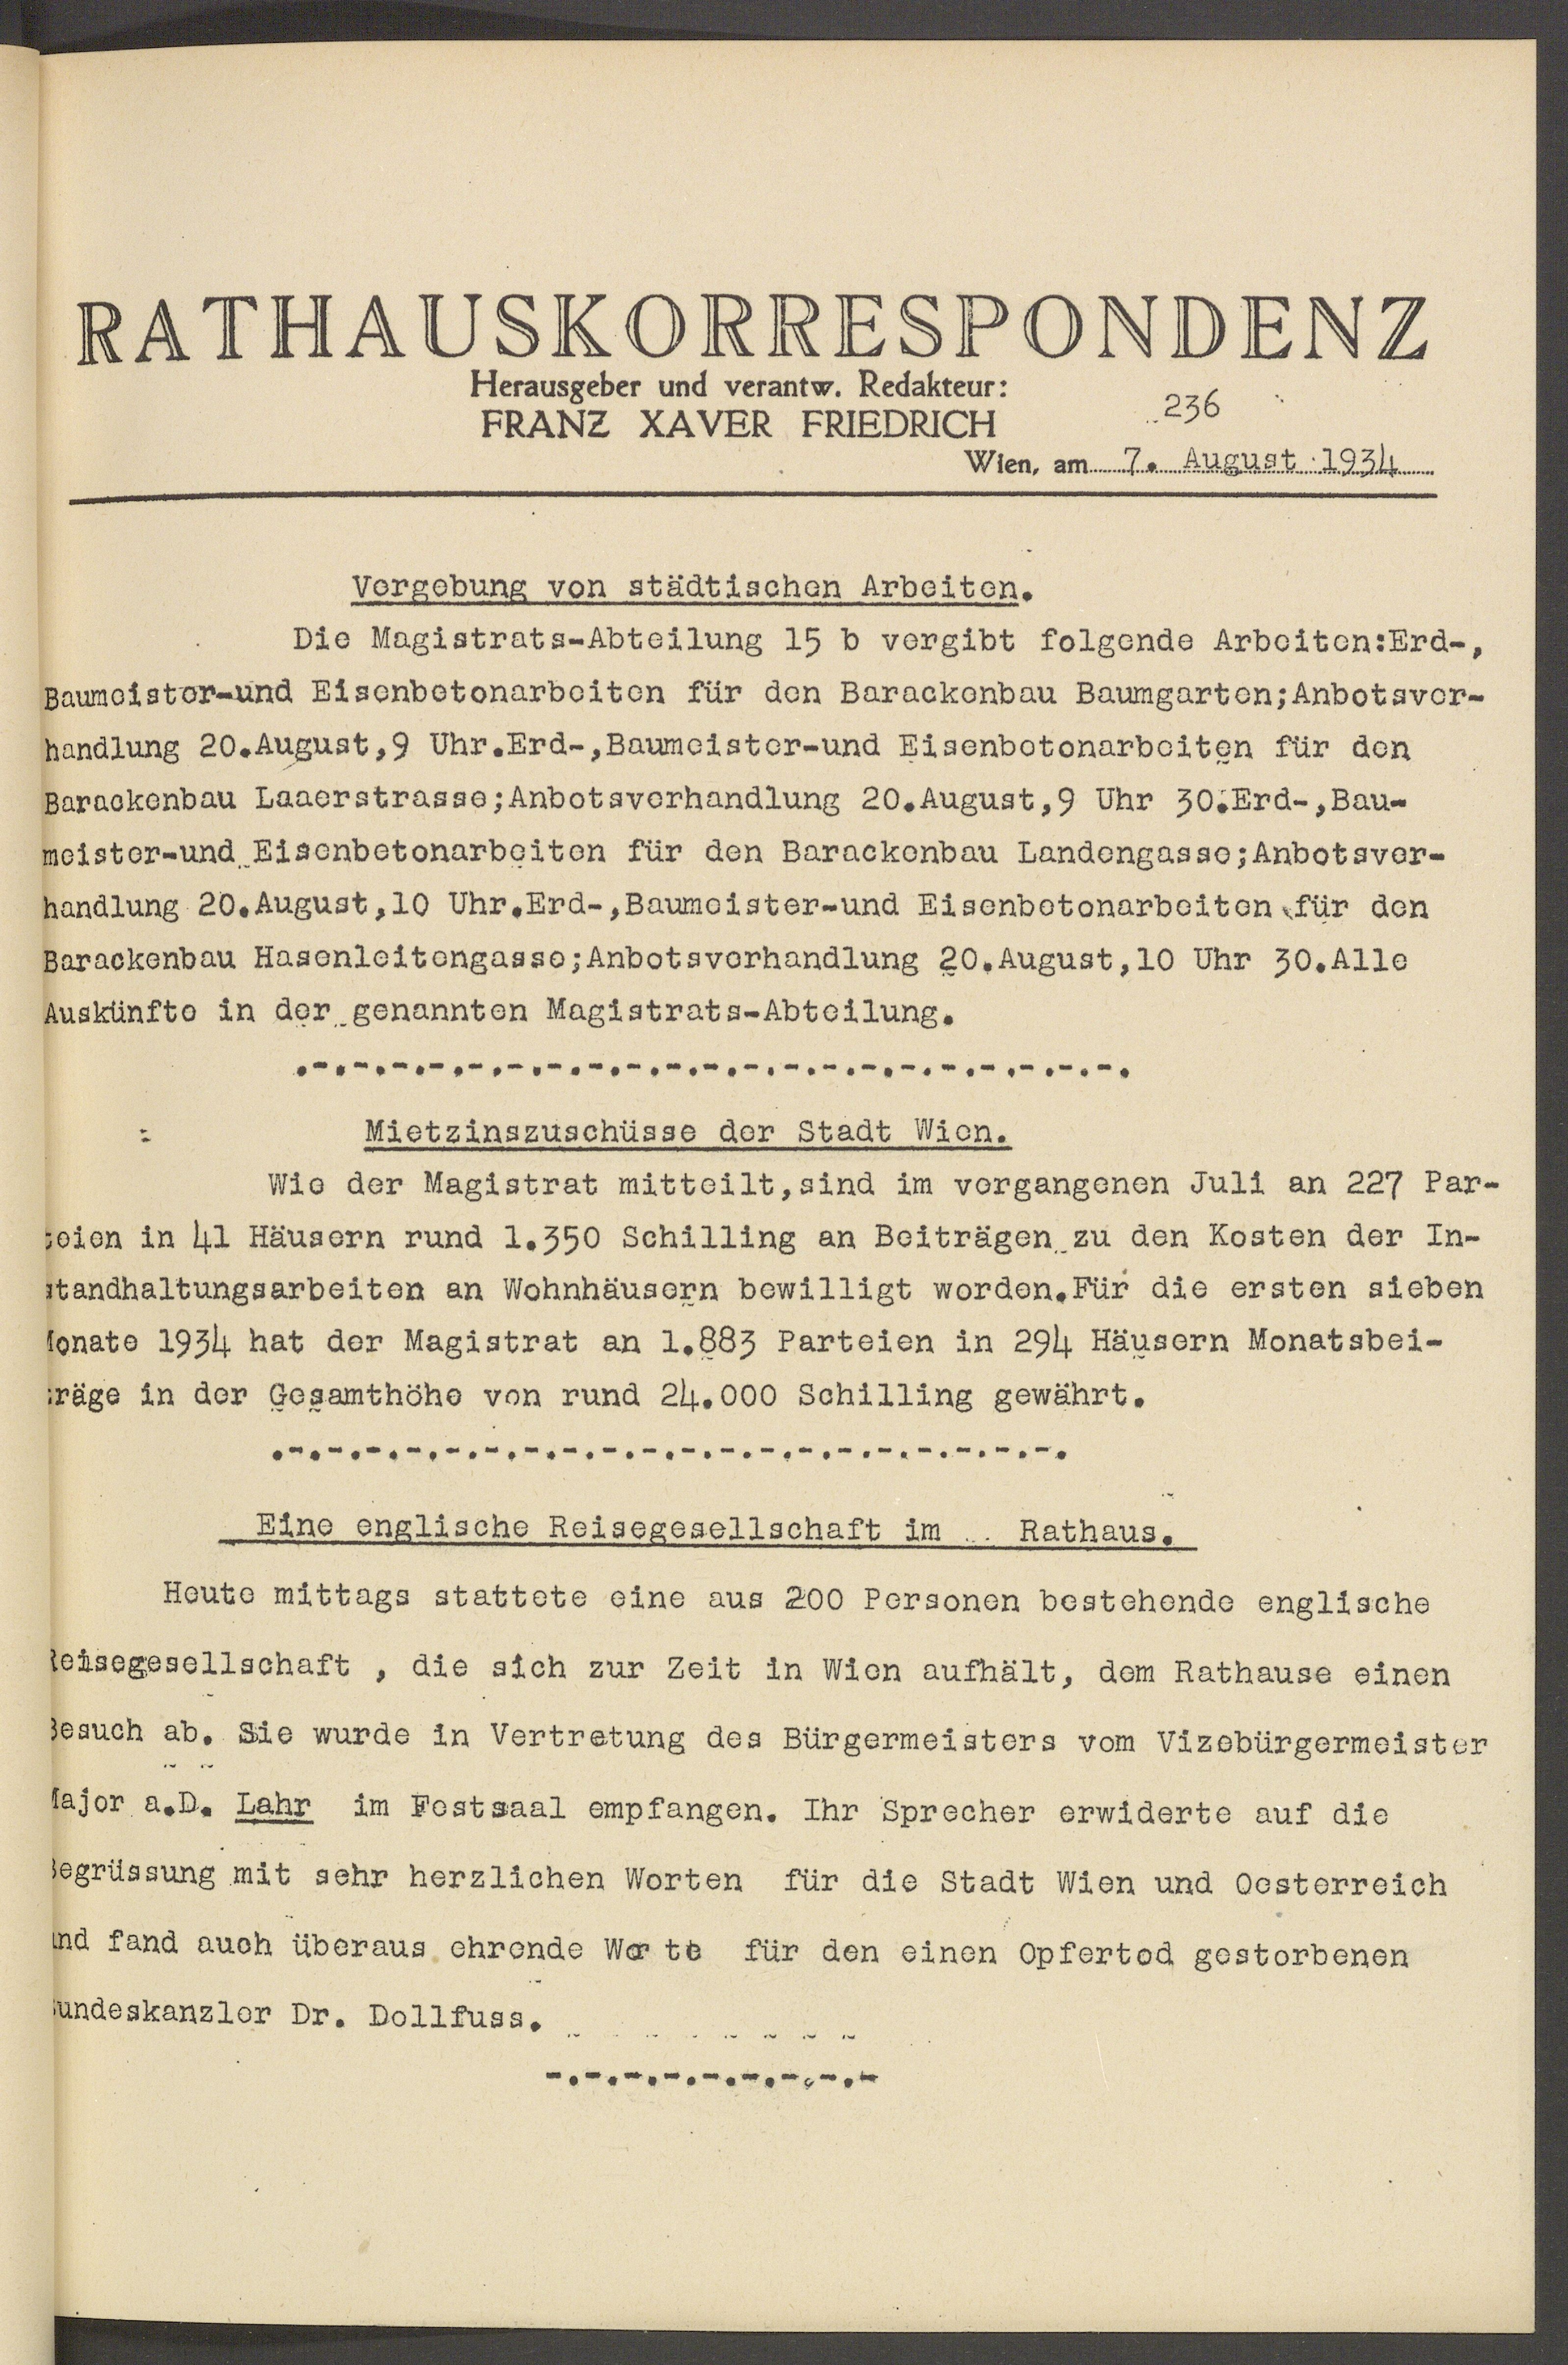 RATHAUSKORRESPONDENZ
Herausgeber und verantw. Redakteur:
FRANZ XAVER FRIEDRICH
236
Wien, am 7. August 1934
Vergebung von städtischen Arbeiten.
Die Magistrats-Abteilung 15 b vergibt folgende Arbeiten:Erd-,
Baumeister-und Eisenbetonarbeiten für den Barackenbau Baumgarten;Anbotsver-
handlung 20.August,9 Uhr.Erd-,Baumeister-und Eisenbetonarbeiten für den
Barackenbau Laaerstrasse;Anbotsverhandlung 20.August,9 Uhr 30.Erd-,Bau-
meister-und Eisenbetonarbeiten für den Barackenbau Landengasse;Anbotsver-
handlung 20.August,10 Uhr.Erd-,Baumeister-und Eisenbetonarbeiten für den
Barackenbau Hasenleitengasse;Anbotsverhandlung 20.August,10 Uhr 30.Alle
Auskünfte in der genannten Magistrats-Abteilung.
.-.-.-.-.-.-.-.-.-.-.-.-.-.-.-.-.-.-.-.-.-.
Mietzinszuschüsse der Stadt Wien.
Wie der Magistrat mitteilt,sind im vergangenen Juli an 227 Par-
teien in 41 Häusern rund 1.350 Schilling an Beiträgen zu den Kosten der In-
standhaltungsarbeiten an Wohnhäusern bewilligt worden.Für die ersten sieben
Monate 1934 hat der Magistrat an 1.883 Parteien in 294 Häusern Monatsbei-
träge in der Gesamthöhe von rund 24.000 Schilling gewährt.
.-.-.-.-.-.-.-.-.-.-.-.-.-.-.-.-.-.-.-.-.
Eine englische Reisegesellschaft im Rathaus.
Heute mittags stattete eine aus 200 Personen bestehende englische
Reisegesellschaft , die sich zur Zeit in Wien aufhält, dem Rathause einen
Besuch ab. Sie wurde in Vertretung des Bürgermeisters vom Vizebürgermeister
Major a.D. Lahr im Festsaal empfangen. Ihr Sprecher erwiderte auf die
Begrüssung mit sehr herzlichen Worten für die Stadt Wien und Oesterreich
und fand auch überaus ehrende Worte für den einen Opfertod gestorbenen
Bundeskanzler Dr. Dollfuss.
-.-.-.-.-.-.-.-.-